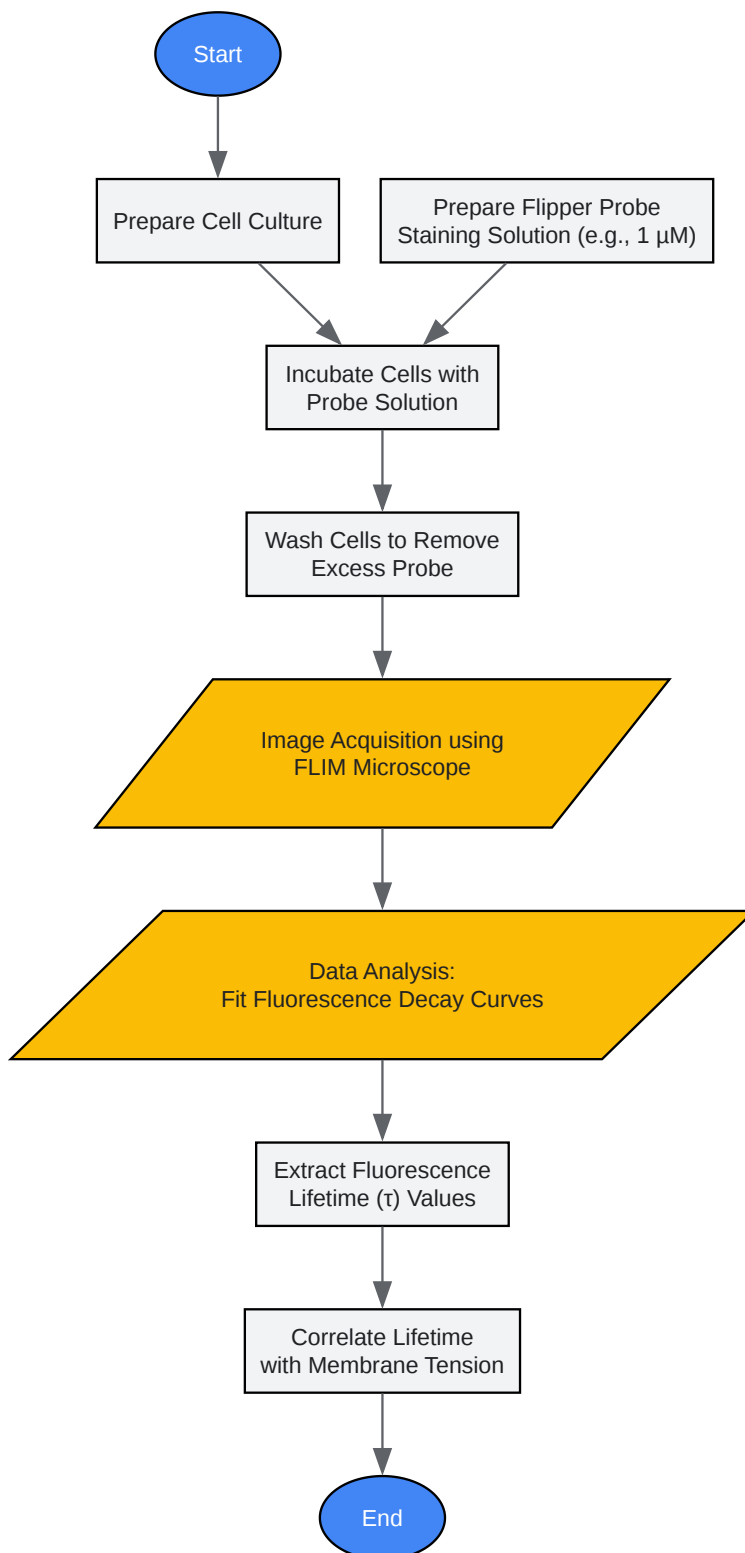 Start
Prepare Cell Culture
Prepare Flipper Probe
Staining Solution (e.g., 1 µM)
Incubate Cells with
Probe Solution
Wash Cells to Remove
Excess Probe
Image Acquisition using
FLIM Microscope
Data Analysis:
Fit Fluorescence Decay Curves
Extract Fluorescence
Lifetime (τ) Values
Correlate Lifetime
with Membrane Tension
End